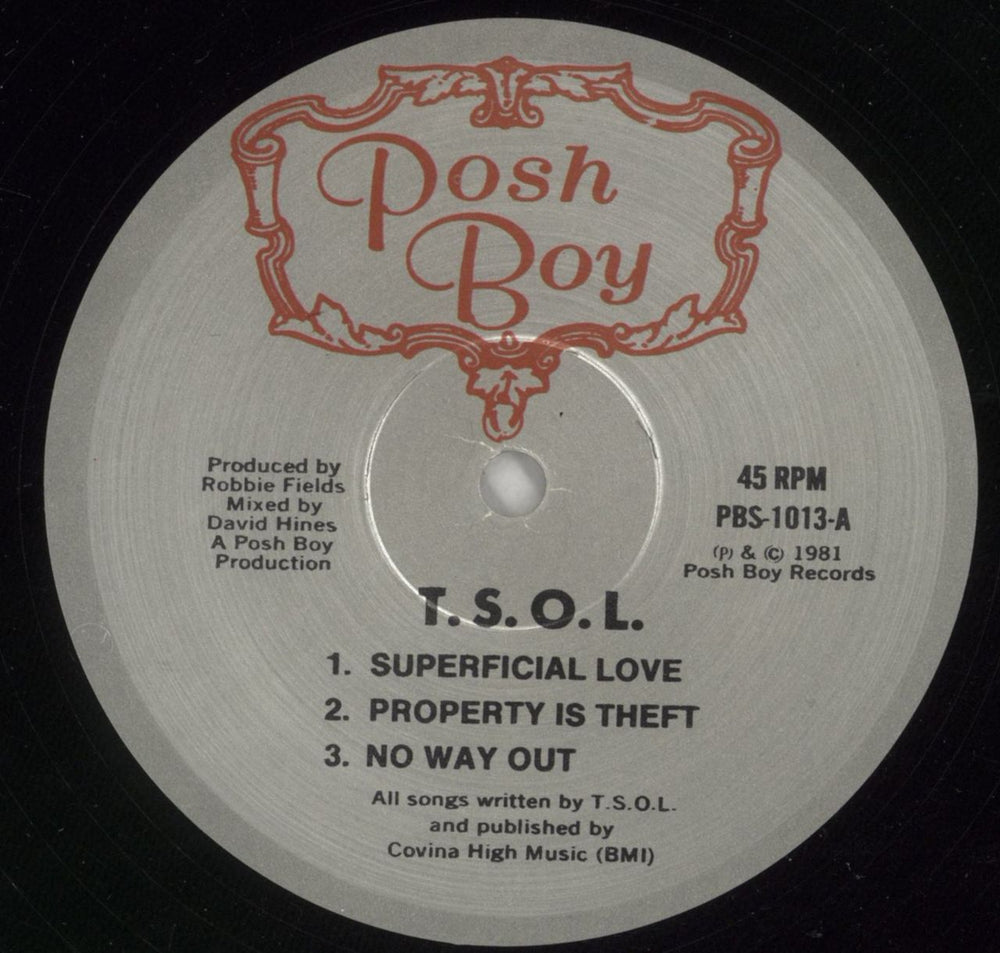 Posh
Boy
Produced by
Robbie Fields
Mixed by
David Hines
A Posh Boy
Production
45 RPM
PBS-1013-A
(P) & (C) 1981
Posh Boy Records
T. S. O. L.
1. SUPERFICIAL LOVE
2. PROPERTY IS THEFT
3. NO WAY OUT
All songs written by T.S.O.L.
and published by
Covina High Music (BMI)